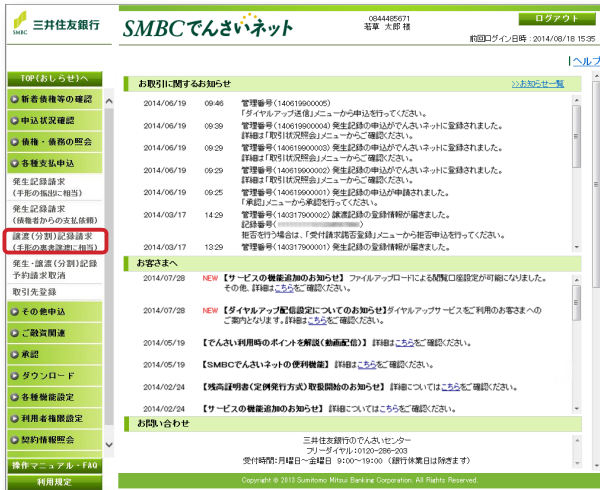 SMBC 三井住友銀行
SMBCでんさいネット
0844485671
若草 太郎 様
ログアウト
前回ログイン日時：2014/08/18 15:35
ヘルプ
TOP(おしらせ)へ
新着債権等の確認
申込状況確認
債権・債務の照会
各種支払申込
発生記録請求
(手形の振出に相当)
発生記録請求
(債権者からの支払依頼)
譲渡(分割)記録請求
(手形の裏書譲渡に相当)
発生・譲渡(分割)記録
予約請求取消
取引先登録
その他申込
ご融資関連
承認
ダウンロード
各種機能設定
利用者権限設定
契約情報照会
操作マニュアル・FAQ
利用規定
お取引に関するお知らせ
>>お知らせ一覧
2014/06/19 09:46 管理番号(140619900005)
「ダイヤルアップ送信」メニューから申込を行ってください。
2014/06/19 09:39 管理番号(140619900004) 発生記録の申込がでんさいネットに登録されました。
詳細は「取引状況照会」メニューからご確認ください。
2014/06/19 09:29 管理番号(140619900003) 発生記録の申込がでんさいネットに登録されました。
詳細は「取引状況照会」メニューからご確認ください。
2014/06/19 09:29 管理番号(140619900002) 発生記録の申込がでんさいネットに登録されました。
詳細は「取引状況照会」メニューからご確認ください。
2014/06/19 09:25 管理番号(140619900001) 発生記録の申込が申請されました。
「承認」メニューから承認を行ってください。
2014/03/17 14:29 管理番号(140317900002) 譲渡記録の登録情報が届きました。
記録番号( )
拒否を行う場合は、「受付請求諾否登録」メニューから拒否申込を行ってください。
2014/03/17 13:29 管理番号(140317900001) 発生記録の登録情報が届きました。
お客さまへ
2014/07/28 NEW 【サービスの機能追加のお知らせ】 ファイルアップロードによる閲覧口座設定が可能になりました。
その他、詳細はこちらをご確認ください。
2014/07/28 NEW 【ダイヤルアップ配信設定についてのお知らせ】ダイヤルアップサービスをご利用のお客さまへの
ご案内となります。詳細はこちらをご確認ください。
2014/05/19 【でんさい利用時のポイントを解説(動画配信)】 詳細はこちらをご確認ください。
2014/05/19 【SMBCでんさいネットの便利機能】 詳細はこちらをご確認ください。
2014/02/24 【残高証明書(定例発行方式)取扱開始のお知らせ】 詳細についてはこちらをご確認ください。
2014/02/24 【サービスの機能追加のお知らせ】 詳細についてはこちらをご確認ください。
お問い合わせ
三井住友銀行のでんさいセンター
フリーダイヤル：0120-286-203
受付時間：月曜日～金曜日 9:00～19:00 (銀行休業日は除きます)
Copyright © 2013 Sumitomo Mitsui Banking Corporation. All Rights Reserved.